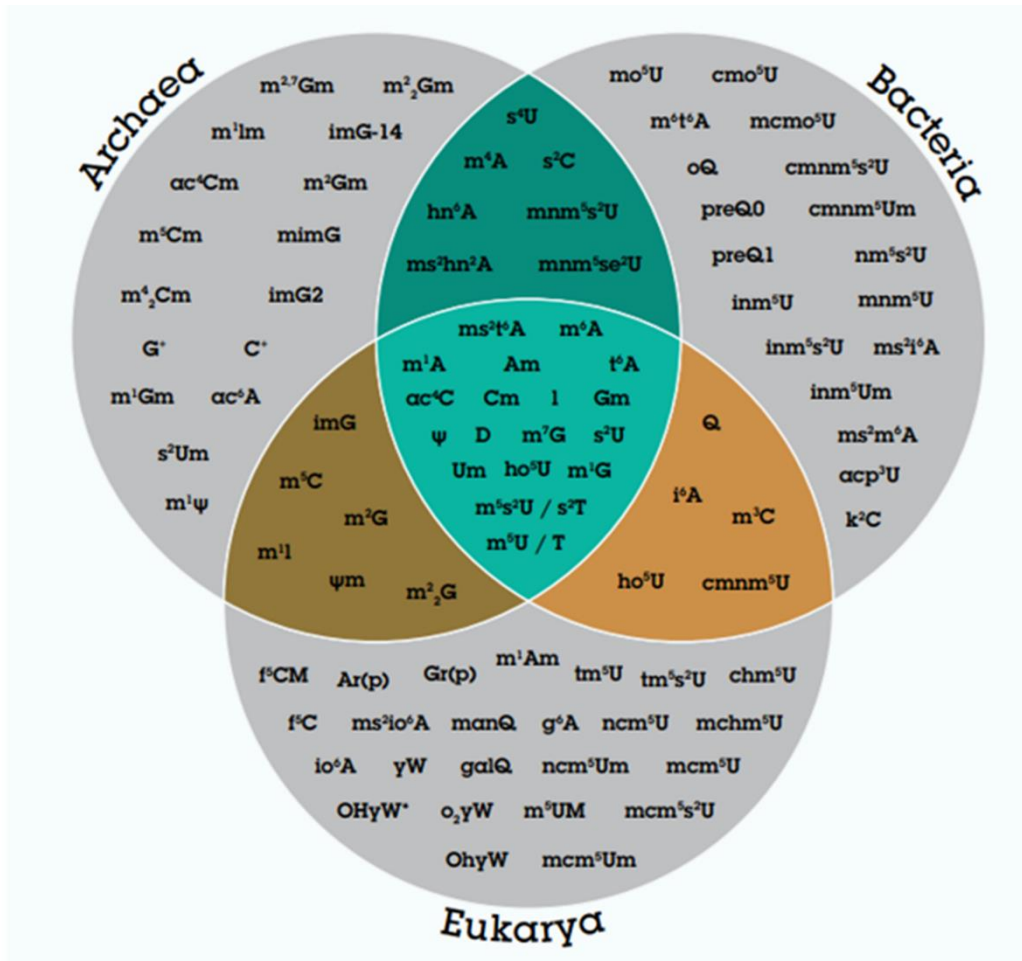 Archaea
m²,⁷Gm m²₂Gm
m¹lm imG-14
ac⁴Cm m²Gm
m⁵Cm mimG
m⁴₂Cm imG2
G⁺ C⁺
m¹Gm ac⁶A
s²Um
m¹ψ
s⁴U
m⁴A s²C
hn⁶A mnm⁵s²U
ms²hn²A mnm⁵se²U
Bacteria
mo⁵U cmo⁵U
m⁶t⁶A mcmo⁵U
oQ cmnm⁵s²U
preQ0 cmnm⁵Um
preQ1 nm⁵s²U
inm⁵U mnm⁵U
inm⁵s²U ms²i⁶A
inm⁵Um
ms²m⁶A
acp³U
k²C
ms²t⁶A m⁶A
m¹A Am t⁶A
ac⁴C Cm l Gm
ψ D m⁷G s²U
Um ho⁵U m¹G
m⁵s²U / s²T
m⁵U / T
imG
m⁵C
m²G
m¹l
ψm m²₂G
Q
i⁶A
m³C
ho⁵U cmnm⁵U
m¹Am
f⁵CM Ar(p) Gr(p) tm⁵U tm⁵s²U chm⁵U
f⁵C ms²io⁶A manQ g⁶A ncm⁵U mchm⁵U
io⁶A yW galQ ncm⁵Um mcm⁵U
OHyW* o₂yW m⁵UM mcm⁵s²U
OhyW mcm⁵Um
Eukarya